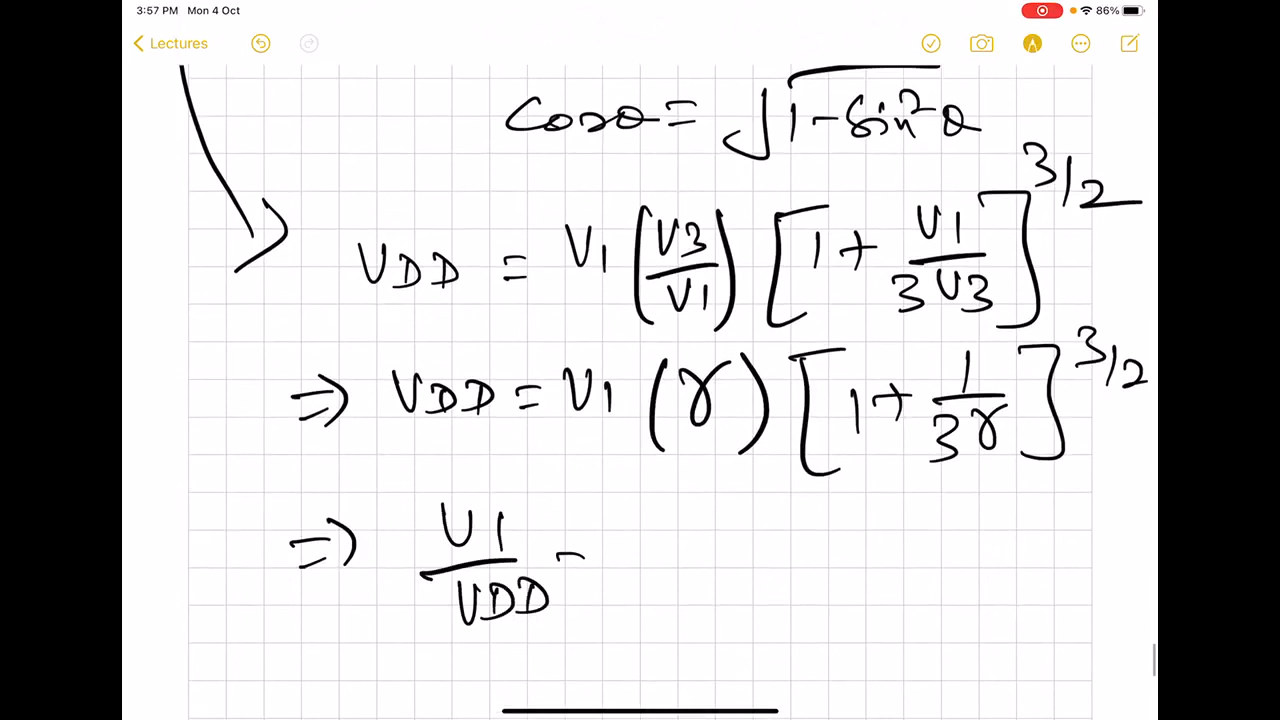 3:57 PM Mon 4 Oct 86%
Lectures
Cosθ = √1-Sin²θ
VDD = V1 (V3/V1) [1 + V1/3V3]^3/2
⇒ VDD = V1 (γ) [1 + 1/3γ]^3/2
⇒ V1/VDD =